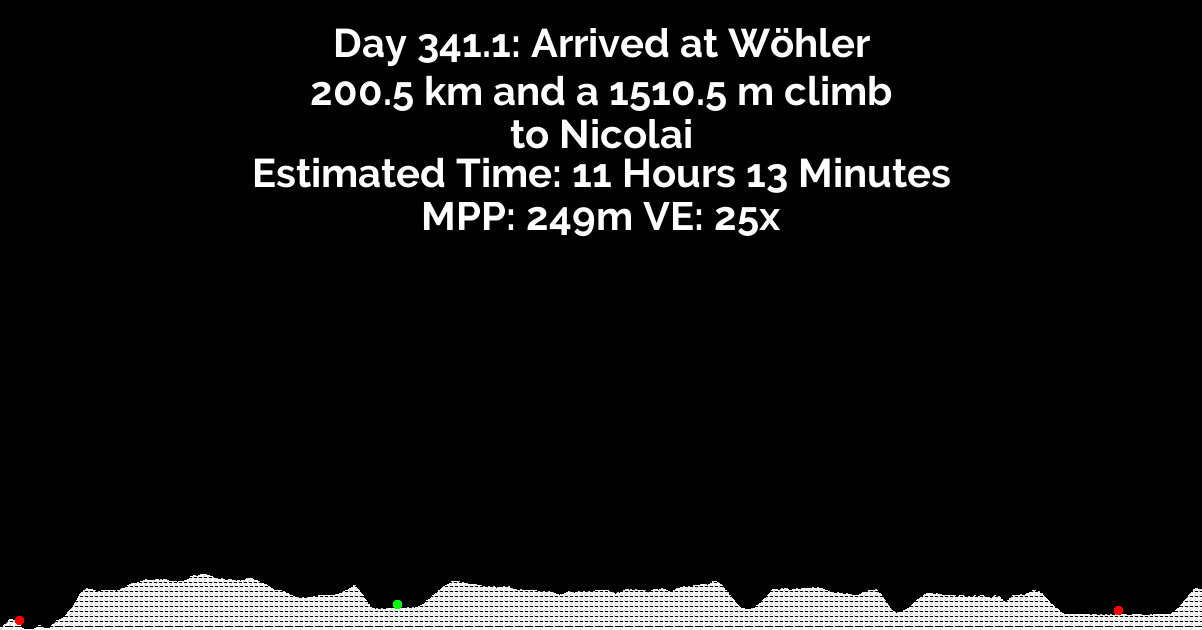 Day 341.1: Arrived at Wöhler
200.5 km and a 1510.5 m climb
to Nicolai
Estimated Time: 11 Hours 13 Minutes
MPP: 249m VE: 25x